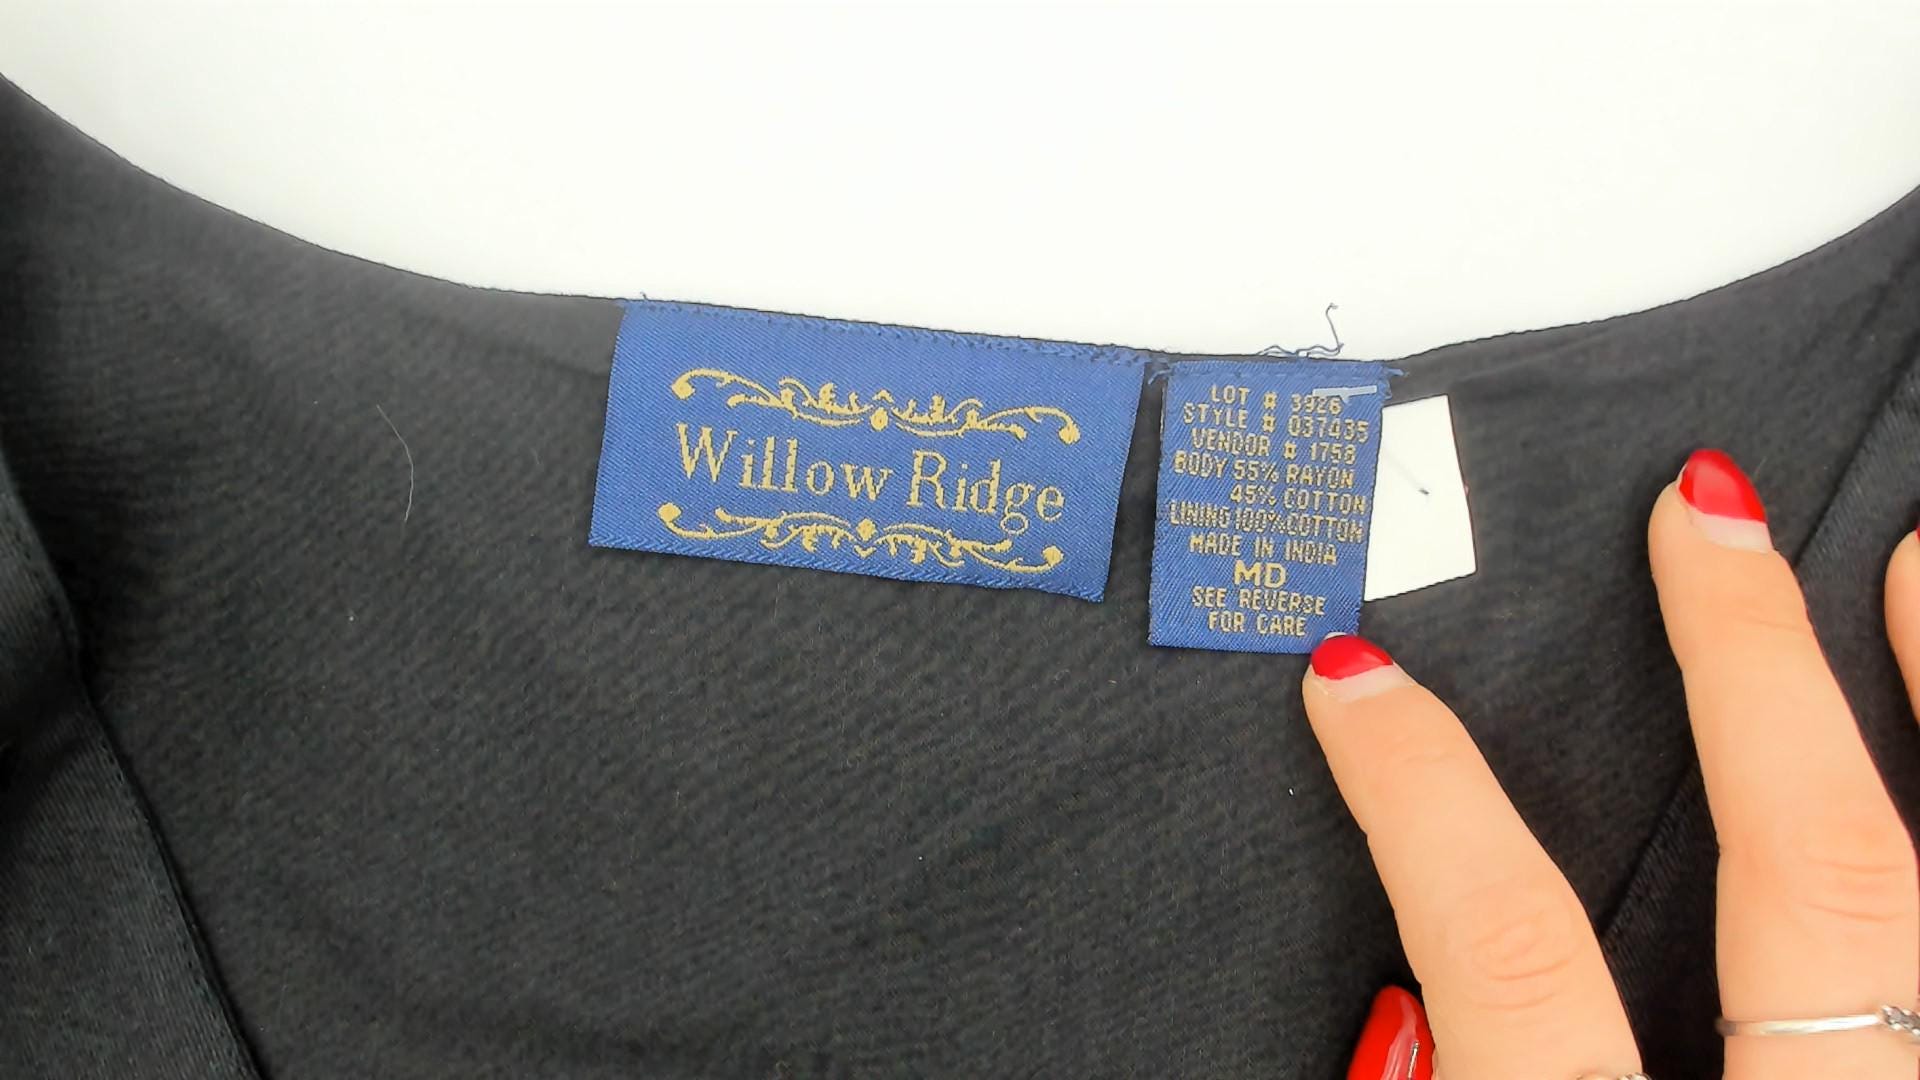 Willow Ridge
LOT # 3926
STYLE # 037435
VENDOR # 1758
BODY 55% RAYON
45% COTTON
LINING 100% COTTON
MADE IN INDIA
MD
SEE REVERSE
FOR CARE